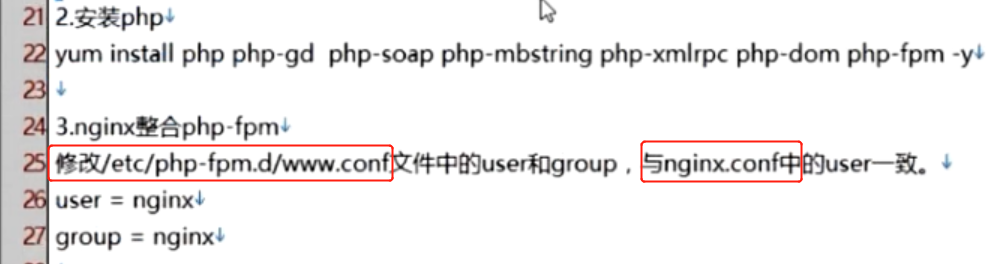 21 2.安装php↓
22 yum install php php-gd  php-soap php-mbstring php-xmlrpc php-dom php-fpm -y↓
23 ↓
24 3.nginx整合php-fpm↓
25 修改/etc/php-fpm.d/www.conf文件中的user和group，与nginx.conf中的user一致。↓
26 user = nginx↓
27 group = nginx↓